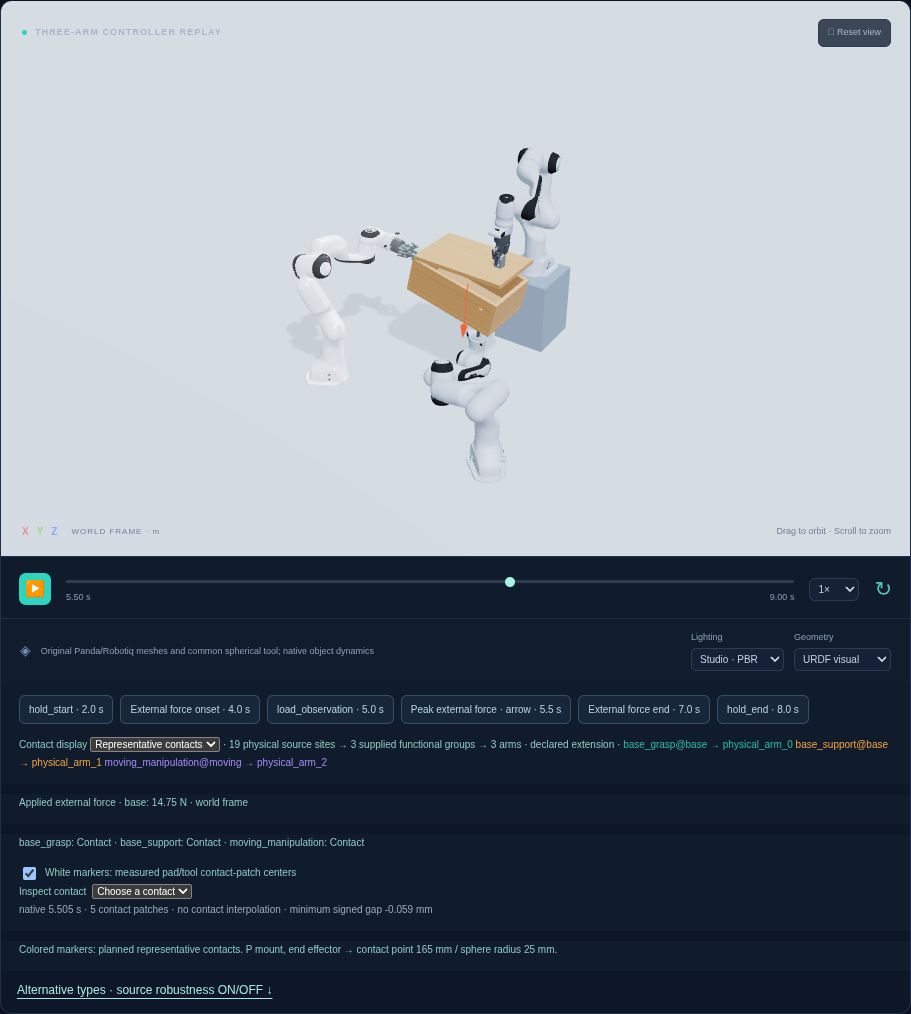 THREE-ARM CONTROLLER REPLAY
Reset view
X Y Z WORLD FRAME · m
Drag to orbit · Scroll to zoom
5.50 s
9.00 s
1×
Original Panda/Robotiq meshes and common spherical tool; native object dynamics
Lighting
Studio · PBR
Geometry
URDF visual
hold_start · 2.0 s
External force onset · 4.0 s
load_observation · 5.0 s
Peak external force · arrow · 5.5 s
External force end · 7.0 s
hold_end · 8.0 s
Contact display Representative contacts · 19 physical source sites → 3 supplied functional groups → 3 arms · declared extension · base_grasp@base → physical_arm_0 base_support@base
→ physical_arm_1 moving_manipulation@moving → physical_arm_2
Applied external force · base: 14.75 N · world frame
base_grasp: Contact · base_support: Contact · moving_manipulation: Contact
White markers: measured pad/tool contact-patch centers
Inspect contact Choose a contact
native 5.505 s · 5 contact patches · no contact interpolation · minimum signed gap -0.059 mm
Colored markers: planned representative contacts. P mount, end effector → contact point 165 mm / sphere radius 25 mm.
Alternative types · source robustness ON/OFF ↓